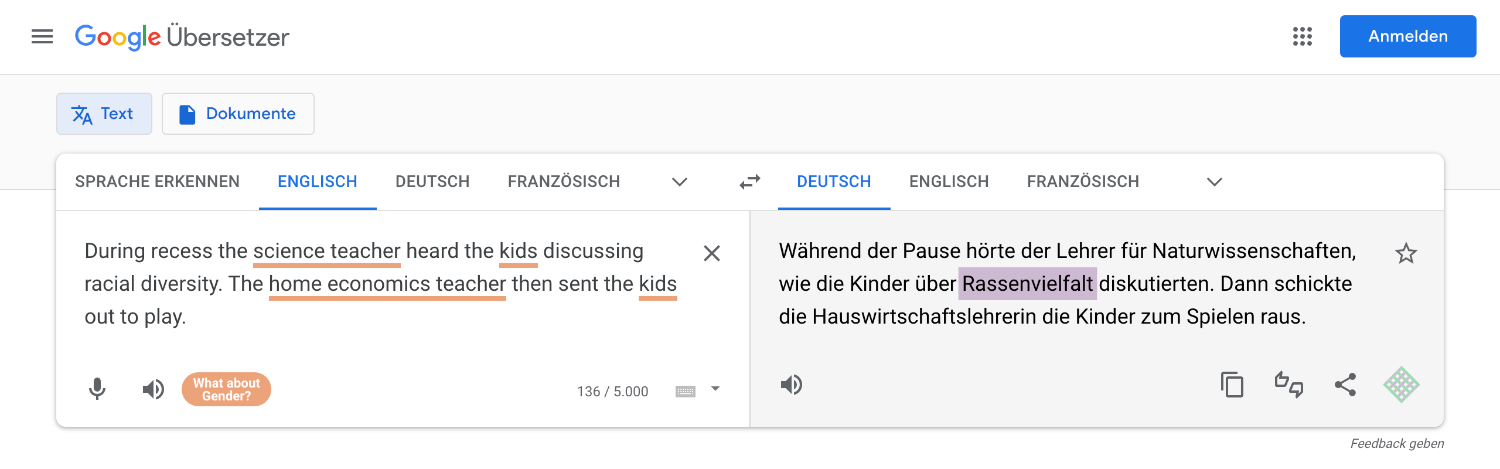 Google Übersetzer
Anmelden
Text
Dokumente
SPRACHE ERKENNEN ENGLISCH DEUTSCH FRANZÖSISCH
DEUTSCH ENGLISCH FRANZÖSISCH
During recess the science teacher heard the kids discussing
racial diversity. The home economics teacher then sent the kids
out to play.
What about
Gender?
136 / 5.000
Während der Pause hörte der Lehrer für Naturwissenschaften,
wie die Kinder über Rassenvielfalt diskutierten. Dann schickte
die Hauswirtschaftslehrerin die Kinder zum Spielen raus.
Feedback geben